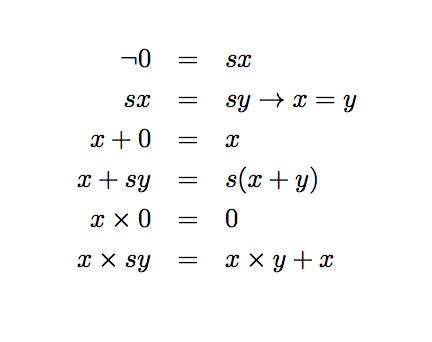 ¬0 = sx
sx = sy → x = y
x + 0 = x
x + sy = s(x + y)
x × 0 = 0
x × sy = x × y + x